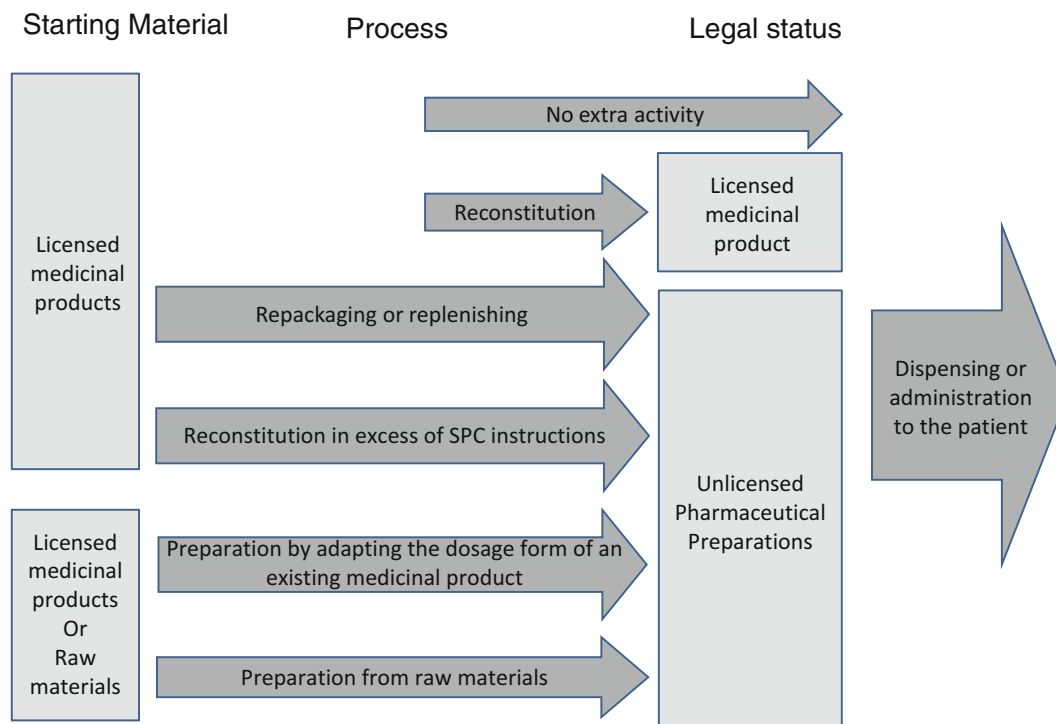 Starting Material
Process
Legal status
No extra activity
Licensed
medicinal
product
Reconstitution
Licensed
medicinal
products
Repackaging or replenishing
Reconstitution in excess of SPC instructions
Dispensing or
administration
to the patient
Unlicensed
Pharmaceutical
Preparations
Licensed
medicinal
products
Or
Raw
materials
Preparation by adapting the dosage form of an
existing medicinal product
Preparation from raw materials